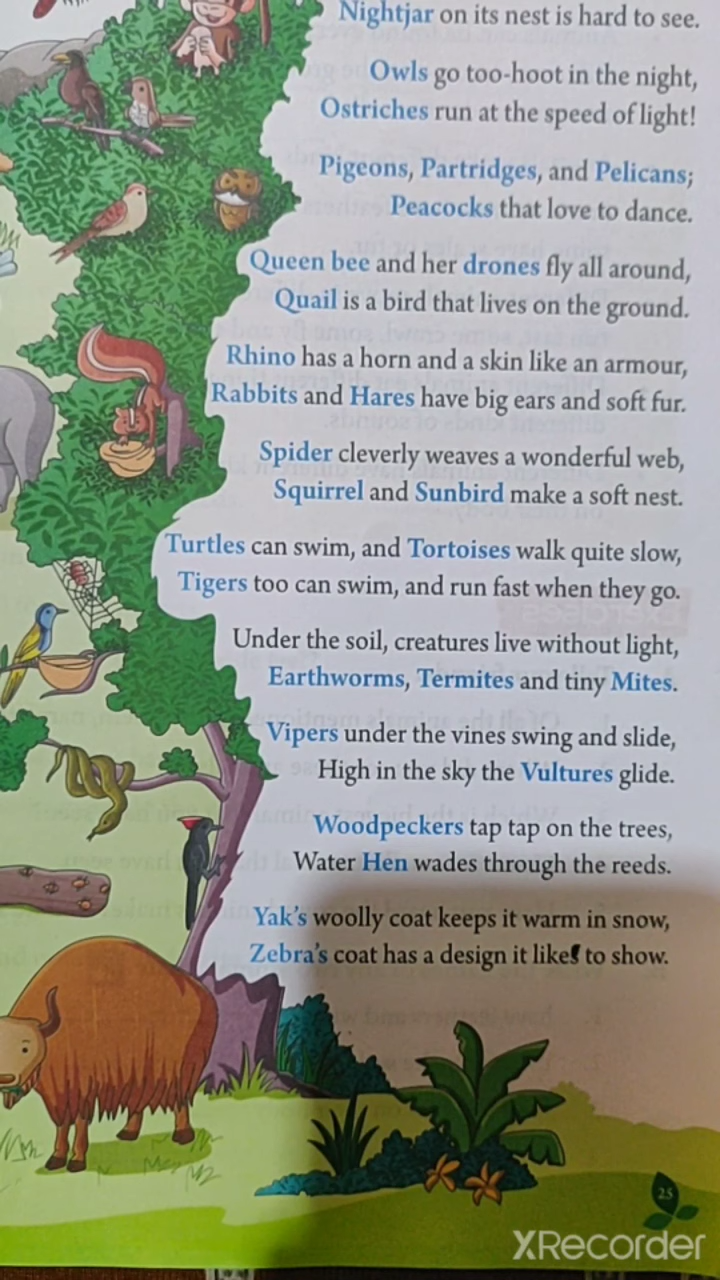 Nightjar on its nest is hard to see.
Owls go too-hoot in the night,
Ostriches run at the speed of light!
Pigeons, Partridges, and Pelicans;
Peacocks that love to dance.
Queen bee and her drones fly all around,
Quail is a bird that lives on the ground.
Rhino has a horn and a skin like an armour,
Rabbits and Hares have big ears and soft fur.
Spider cleverly weaves a wonderful web,
Squirrel and Sunbird make a soft nest.
Turtles can swim, and Tortoises walk quite slow,
Tigers too can swim, and run fast when they go.
Under the soil, creatures live without light,
Earthworms, Termites and tiny Mites.
Vipers under the vines swing and slide,
High in the sky the Vultures glide.
Woodpeckers tap tap on the trees,
Water Hen wades through the reeds.
Yak's woolly coat keeps it warm in snow,
Zebra's coat has a design it likes to show.
25
XRecorder